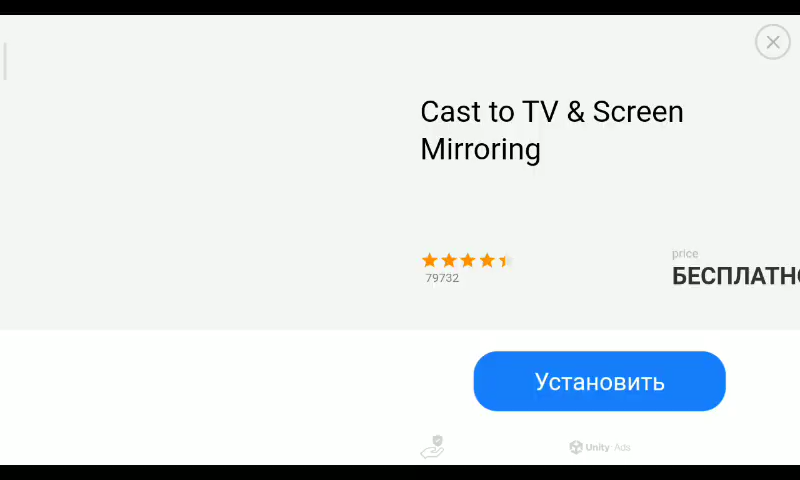 Cast to TV & Screen
Mirroring
79732
price
БЕСПЛАТНО
Установить
Unity Ads